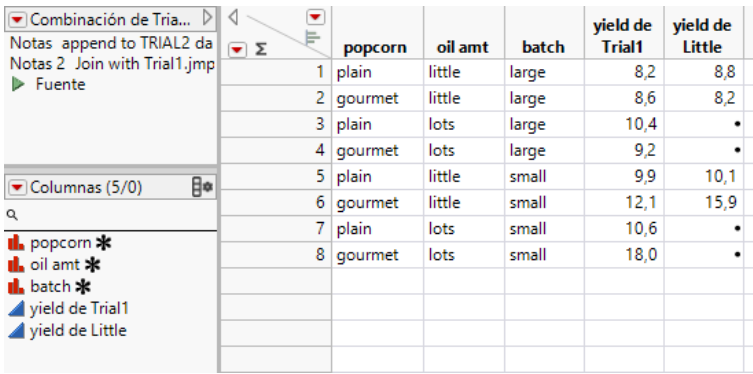 Combinación de Tria...
Notas append to TRIAL2 da
Notas 2 Join with Trial1.jmp
Fuente
Columnas (5/0)
popcorn
oil amt
batch
yield de Trial1
yield de Little
Σ popcorn oil amt batch yield de Trial1 yield de Little
1 plain little large 8,2 8,8
2 gourmet little large 8,6 8,2
3 plain lots large 10,4 •
4 gourmet lots large 9,2 •
5 plain little small 9,9 10,1
6 gourmet little small 12,1 15,9
7 plain lots small 10,6 •
8 gourmet lots small 18,0 •